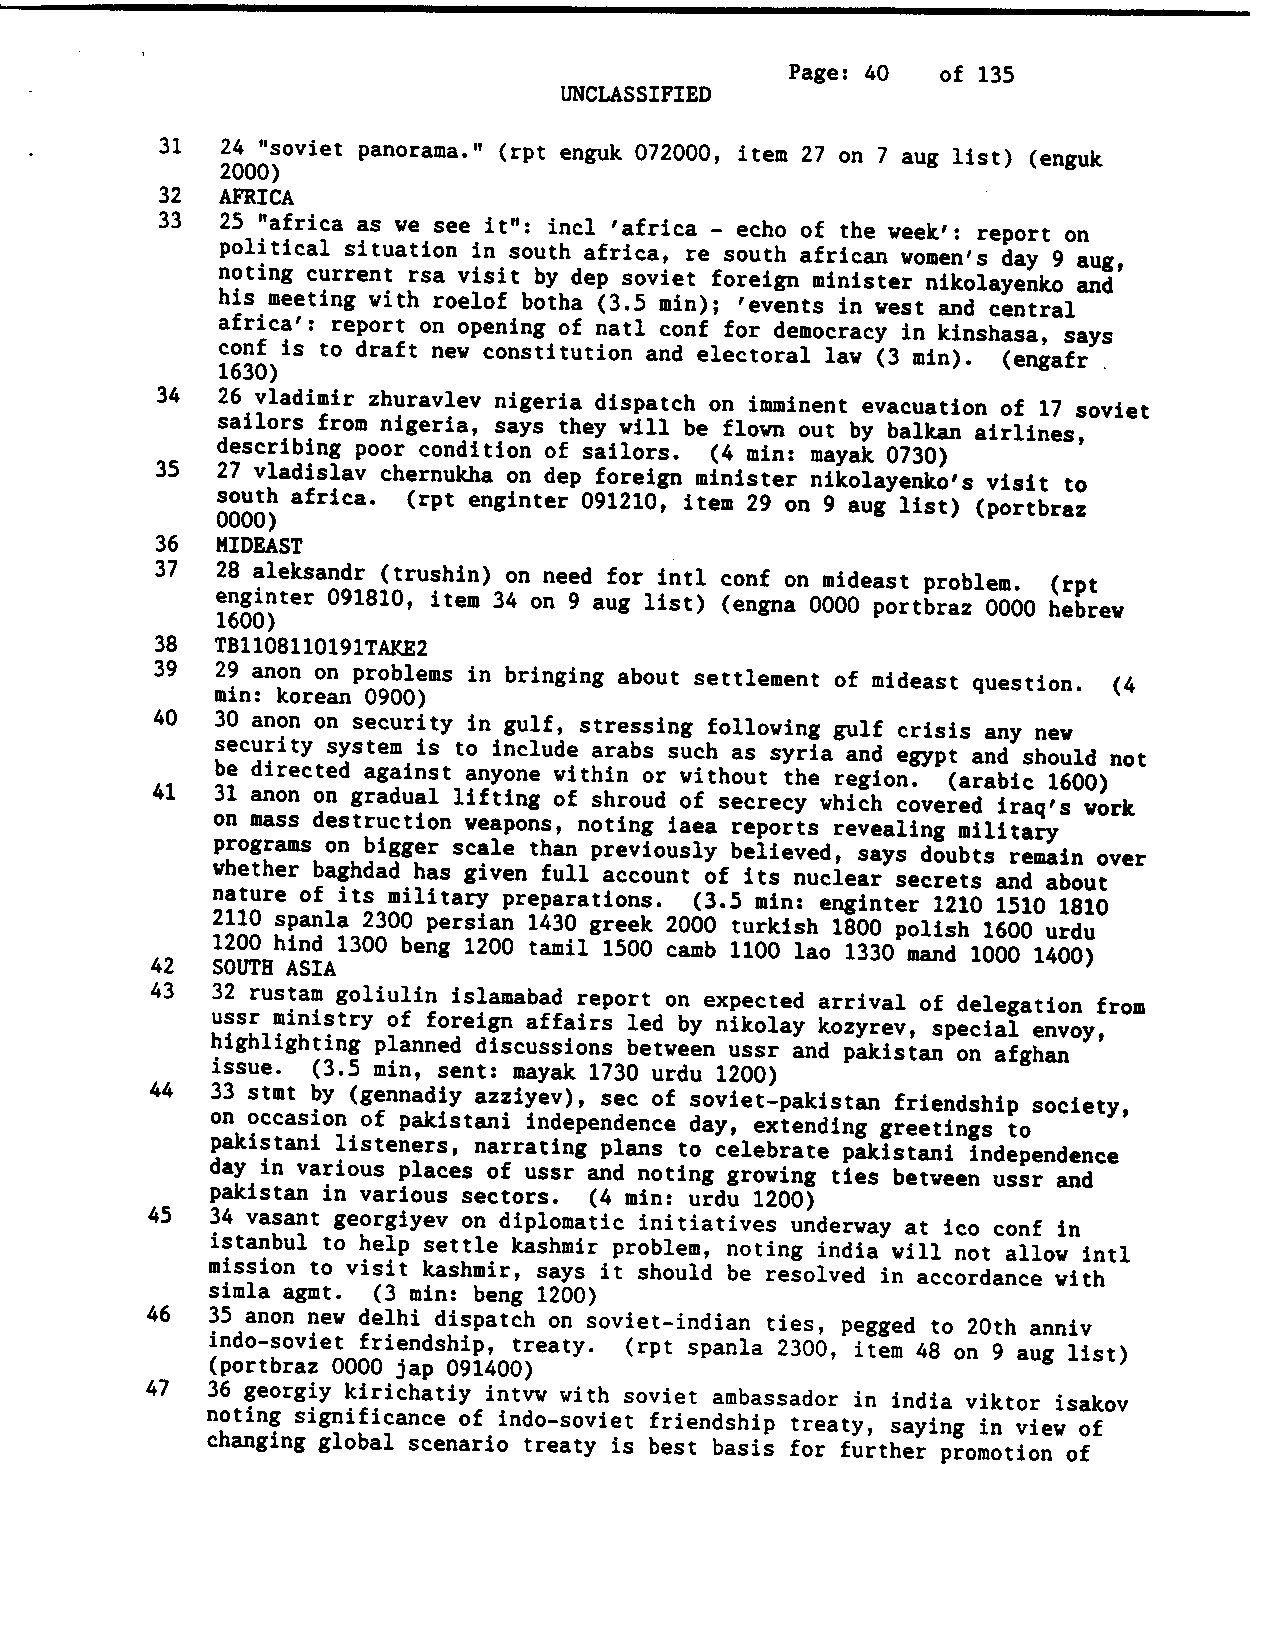 Page: 40 of 135
UNCLASSIFIED
31 24 "soviet panorama." (rpt enguk 072000, item 27 on 7 aug list) (enguk
2000)
32 AFRICA
33 25 "africa as we see it": incl 'africa - echo of the week': report on
political situation in south africa, re south african women's day 9 aug,
noting current rsa visit by dep soviet foreign minister nikolayenko and
his meeting with roelof botha (3.5 min); 'events in west and central
africa': report on opening of natl conf for democracy in kinshasa, says
conf is to draft new constitution and electoral law (3 min). (engafr
1630)
34 26 vladimir zhuravlev nigeria dispatch on imminent evacuation of 17 soviet
sailors from nigeria, says they will be flown out by balkan airlines,
describing poor condition of sailors. (4 min: mayak 0730)
35 27 vladislav chernukha on dep foreign minister nikolayenko's visit to
south africa. (rpt enginter 091210, item 29 on 9 aug list) (portbraz
0000)
36 MIDEAST
37 28 aleksandr (trushin) on need for intl conf on mideast problem. (rpt
enginter 091810, item 34 on 9 aug list) (engna 0000 portbraz 0000 hebrew
1600)
38 TB1108110191TAKE2
39 29 anon on problems in bringing about settlement of mideast question. (4
min: korean 0900)
40 30 anon on security in gulf, stressing following gulf crisis any new
security system is to include arabs such as syria and egypt and should not
be directed against anyone within or without the region. (arabic 1600)
41 31 anon on gradual lifting of shroud of secrecy which covered iraq's work
on mass destruction weapons, noting iaea reports revealing military
programs on bigger scale than previously believed, says doubts remain over
whether baghdad has given full account of its nuclear secrets and about
nature of its military preparations. (3.5 min: enginter 1210 1510 1810
2110 spanla 2300 persian 1430 greek 2000 turkish 1800 polish 1600 urdu
1200 hind 1300 beng 1200 tamil 1500 camb 1100 lao 1330 mand 1000 1400)
42 SOUTH ASIA
43 32 rustam goliulin islamabad report on expected arrival of delegation from
ussr ministry of foreign affairs led by nikolay kozyrev, special envoy,
highlighting planned discussions between ussr and pakistan on afghan
issue. (3.5 min, sent: mayak 1730 urdu 1200)
44 33 stmt by (gennadiy azziyev), sec of soviet-pakistan friendship society,
on occasion of pakistani independence day, extending greetings to
pakistani listeners, narrating plans to celebrate pakistani independence
day in various places of ussr and noting growing ties between ussr and
pakistan in various sectors. (4 min: urdu 1200)
45 34 vasant georgiyev on diplomatic initiatives underway at ico conf in
istanbul to help settle kashmir problem, noting india will not allow intl
mission to visit kashmir, says it should be resolved in accordance with
simla agmt. (3 min: beng 1200)
46 35 anon new delhi dispatch on soviet-indian ties, pegged to 20th anniv
indo-soviet friendship, treaty. (rpt spanla 2300, item 48 on 9 aug list)
(portbraz 0000 jap 091400)
47 36 georgiy kirichatiy intvw with soviet ambassador in india viktor isakov
noting significance of indo-soviet friendship treaty, saying in view of
changing global scenario treaty is best basis for further promotion of